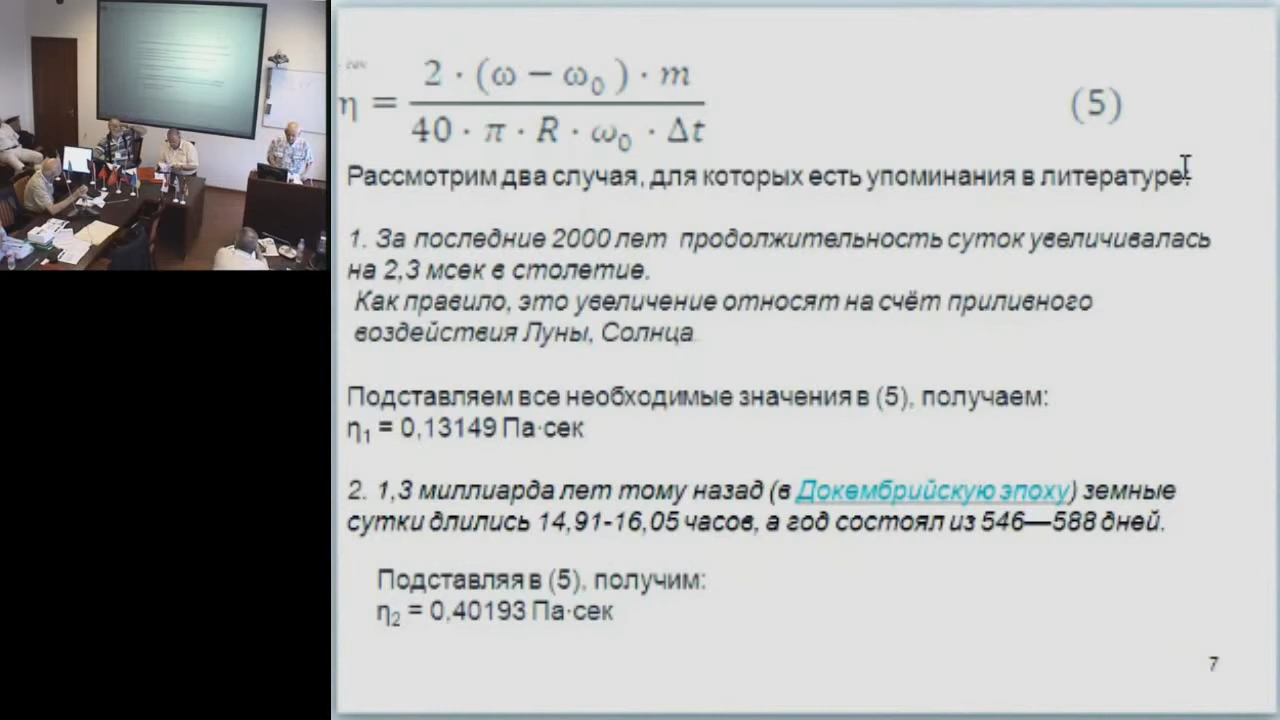 η = 2 · (ω − ω₀) · m / 40 · π · R · ω₀ · Δt
(5)
Рассмотрим два случая, для которых есть упоминания в литературе:
1. За последние 2000 лет продолжительность суток увеличивалась
на 2,3 мсек в столетие.
Как правило, это увеличение относят на счёт приливного
воздействия Луны, Солнца.
Подставляем все необходимые значения в (5), получаем:
η₁ = 0,13149 Па·сек
2. 1,3 миллиарда лет тому назад (в Докембрийскую эпоху) земные
сутки длились 14,91-16,05 часов, а год состоял из 546—588 дней.
Подставляя в (5), получим:
η₂ = 0,40193 Па·сек
7